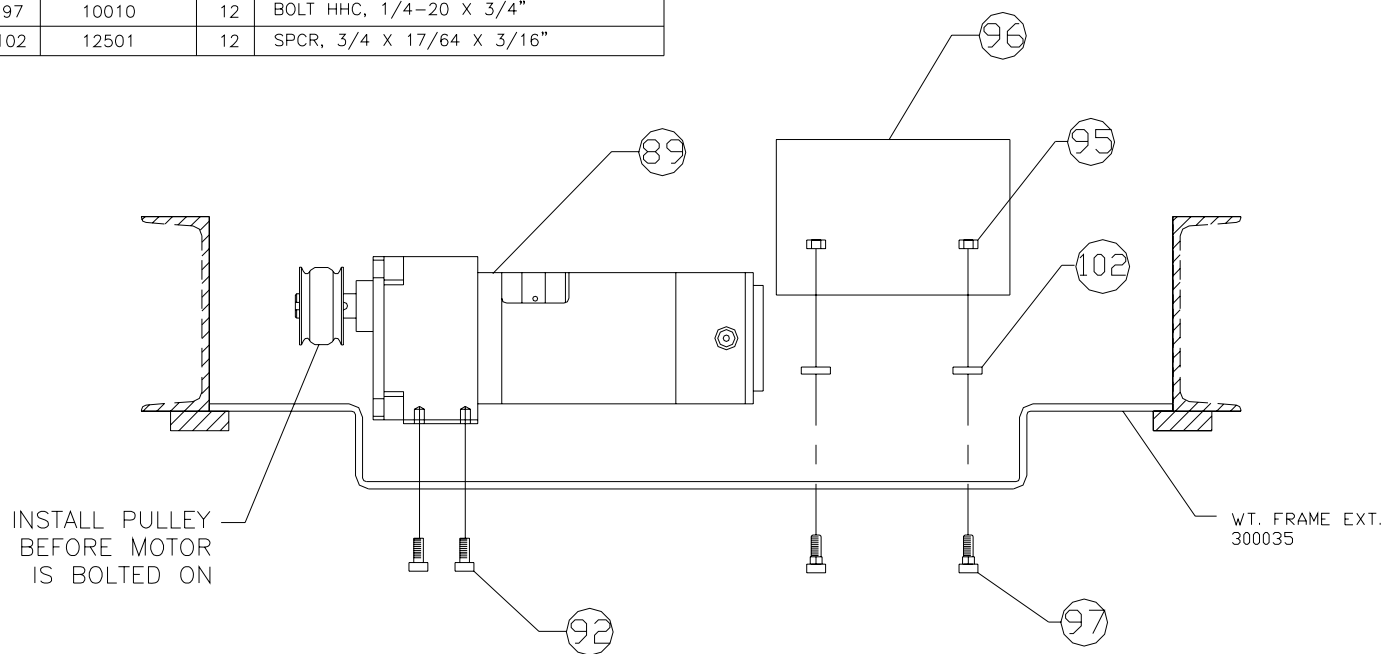 97 10010 12 BOLT HHC, 1/4-20 X 3/4"
102 12501 12 SPCR, 3/4 X 17/64 X 3/16"
96
95
89
102
INSTALL PULLEY
BEFORE MOTOR
IS BOLTED ON
WT. FRAME EXT.
300035
92
97